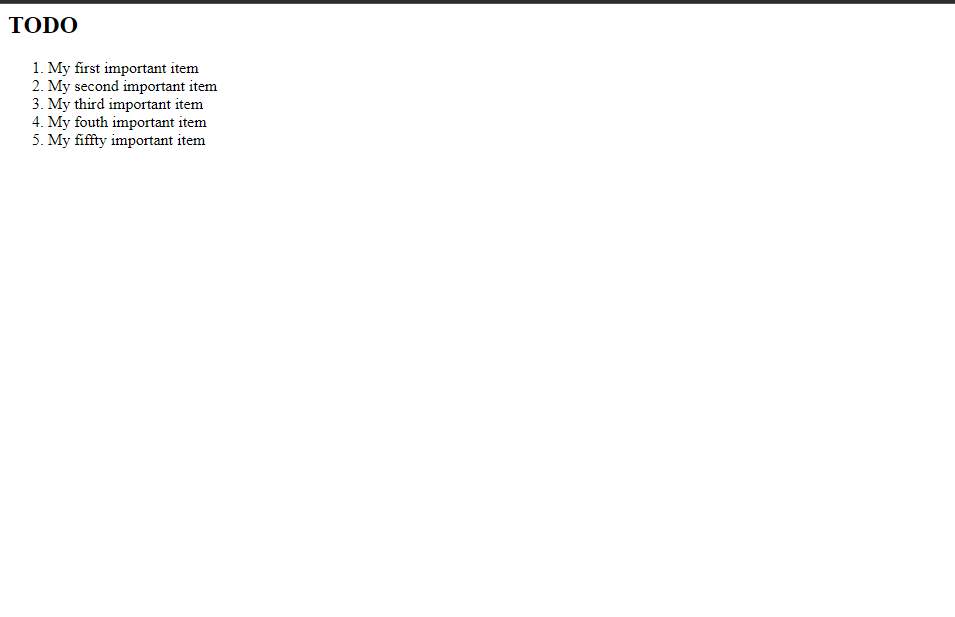 TODO
1. My first important item
2. My second important item
3. My third important item
4. My fouth important item
5. My fiffty important item